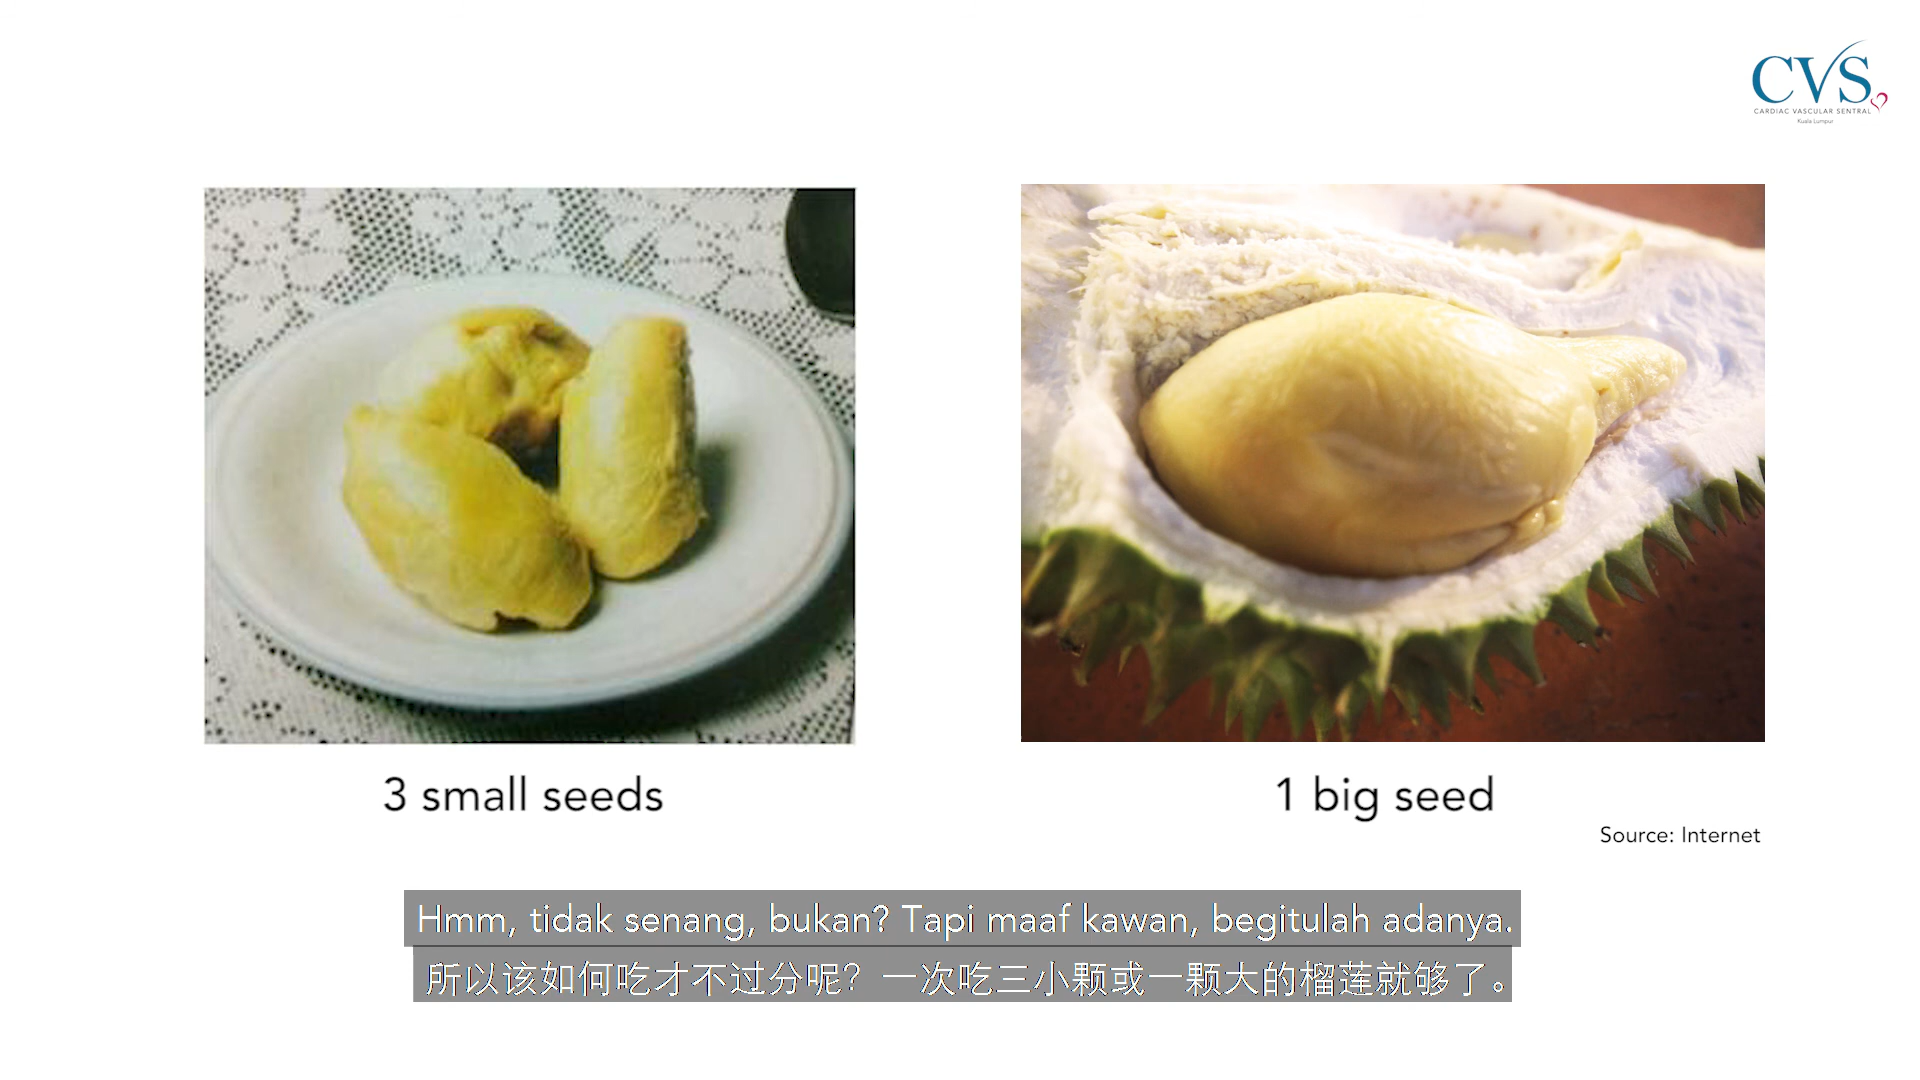 CVS
CARDIAC VASCULAR SENTRAL
Kuala Lumpur
3 small seeds
1 big seed
Source: Internet
Hmm, tidak senang, bukan? Tapi maaf kawan, begitulah adanya.
所以该如何吃才不过分呢？一次吃三小颗或一颗大的榴莲就够了。